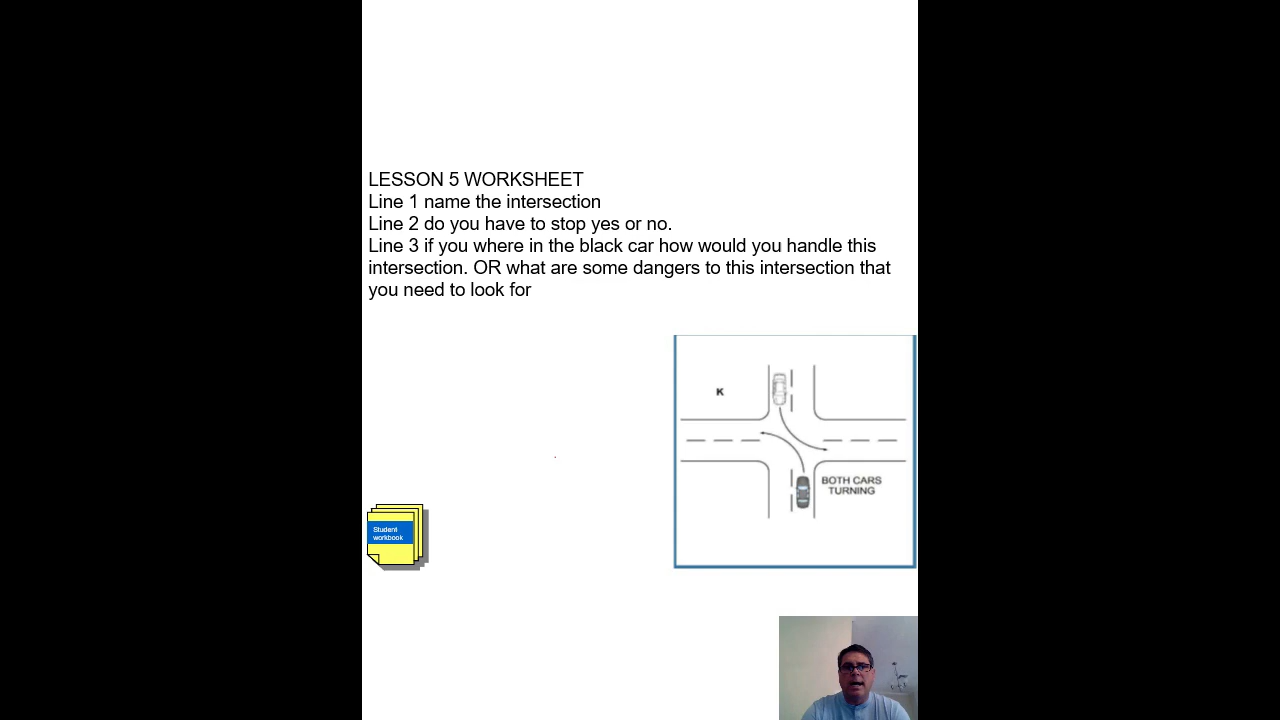 LESSON 5 WORKSHEET
Line 1 name the intersection
Line 2 do you have to stop yes or no.
Line 3 if you where in the black car how would you handle this
intersection. OR what are some dangers to this intersection that
you need to look for
K
BOTH CARS
TURNING
Student
workbook